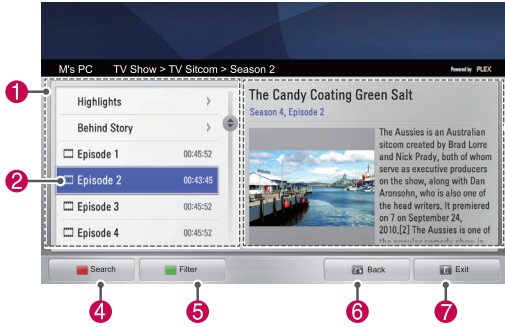 M's PC TV Show > TV Sitcom > Season 2
Powered by PLEX
1
Highlights >
Behind Story >
Episode 1 00:45:52
2
Episode 2 00:43:45
Episode 3 00:45:52
Episode 4 00:45:52
The Candy Coating Green Salt
Season 4, Episode 2
The Aussies is an Australian
sitcom created by Brad Lorre
and Nick Prady, both of whom
serve as executive producers
on the show, along with Dan
Aronsohn, who is also one of
the head writers. It premiered
on 7 on September 24,
2010.[2] The Aussies is one of
the popular comedy show in
Search
Filter
Back
Exit
4
5
6
7